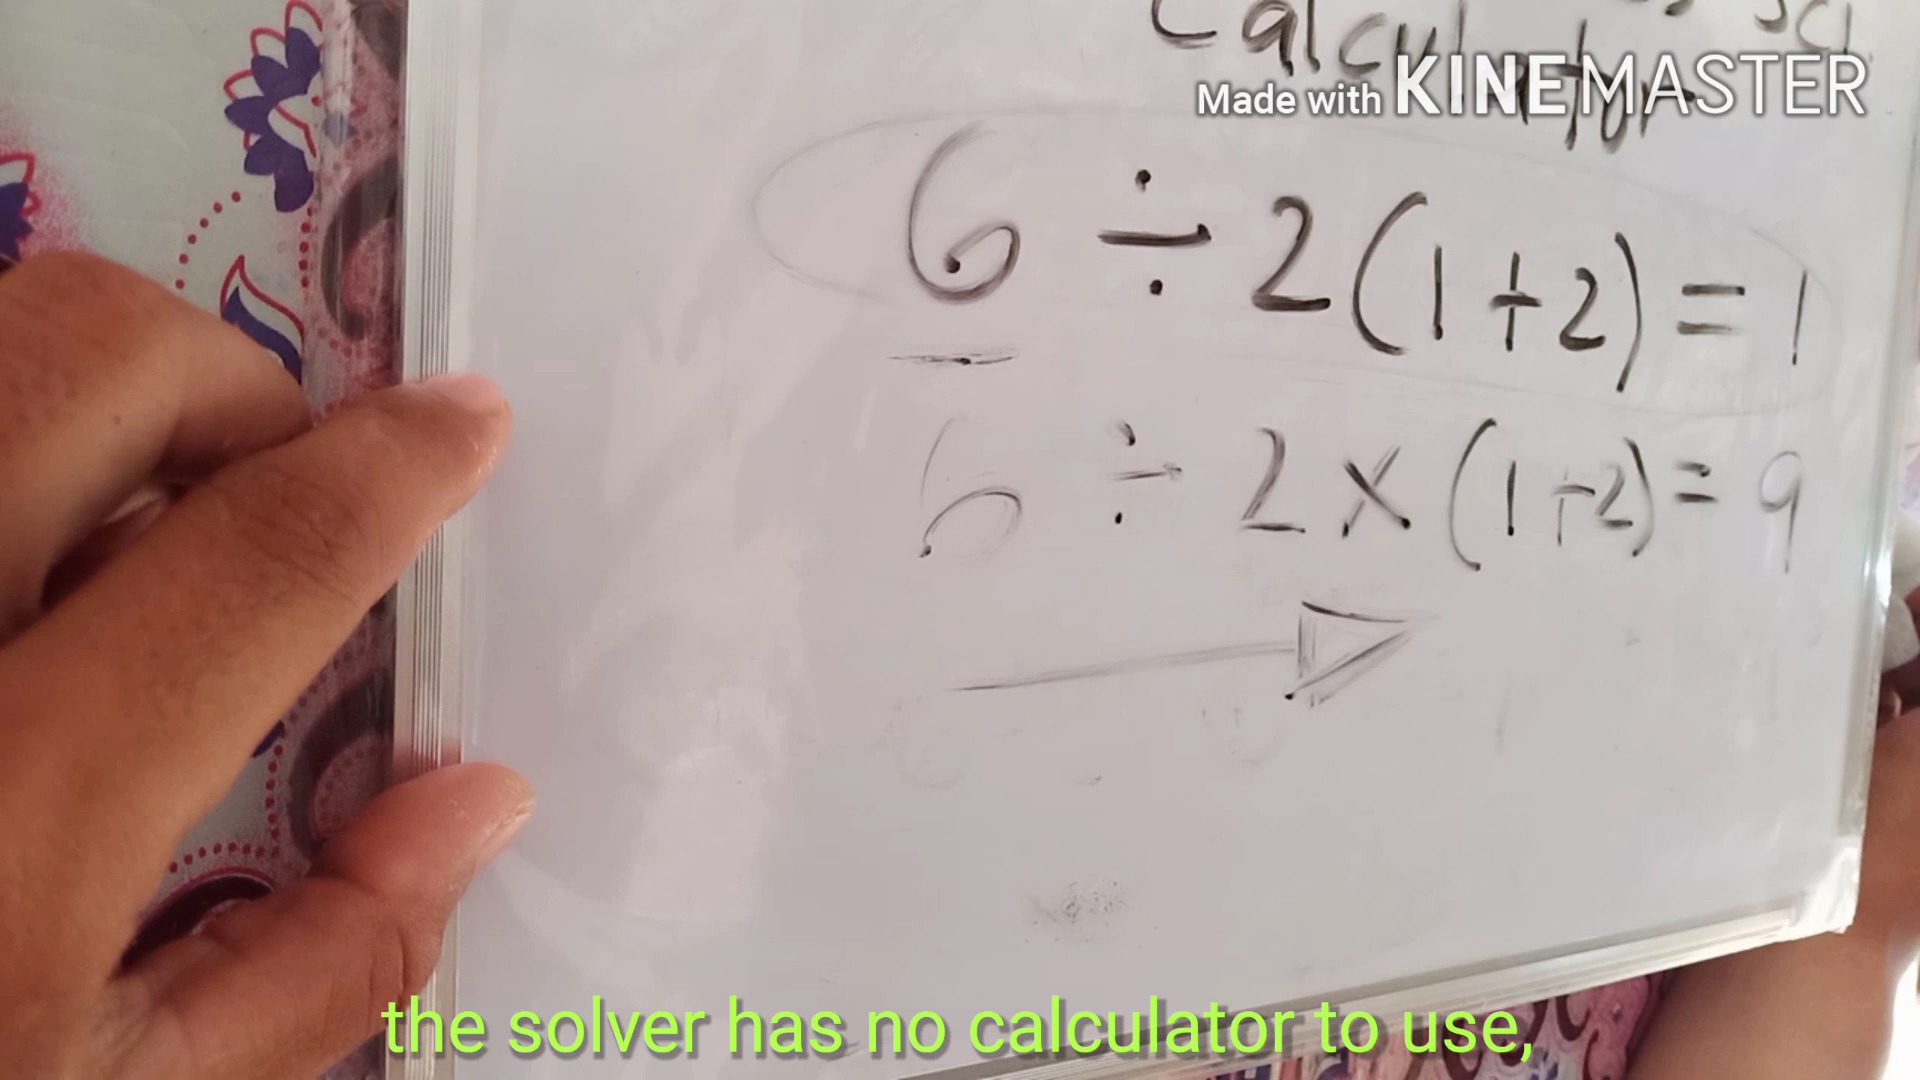 Calculator
Made with KINEMASTER
6 ÷ 2(1+2) = 1
6 ÷ 2 × (1+2) = 9
the solver has no calculator to use,